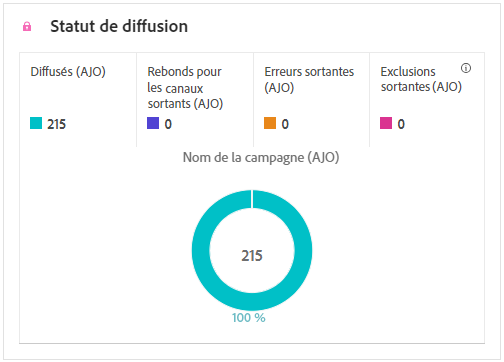 Statut de diffusion
Diffusés (AJO)
215
Rebonds pour
les canaux
sortants (AJO)
0
Erreurs sortantes
(AJO)
0
Exclusions
sortantes (AJO)
0
Nom de la campagne (AJO)
215
100 %